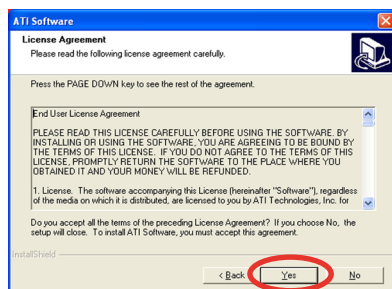 ATI Software
License Agreement
Please read the following license agreement carefully.
Press the PAGE DOWN key to see the rest of the agreement.
End User License Agreement
PLEASE READ THIS LICENSE CAREFULLY BEFORE USING THE SOFTWARE. BY
INSTALLING OR USING THE SOFTWARE, YOU ARE AGREEING TO BE BOUND BY
THE TERMS OF THIS LICENSE. IF YOU DO NOT AGREE TO THE TERMS OF THIS
LICENSE, PROMPTLY RETURN THE SOFTWARE TO THE PLACE WHERE YOU
OBTAINED IT AND YOUR MONEY WILL BE REFUNDED.
1. License. The software accompanying this License (hereinafter "Software"), regardless
of the media on which it is distributed, are licensed to you by ATI Technologies, Inc. for
Do you accept all the terms of the preceding License Agreement? If you choose No, the
setup will close. To install ATI Software, you must accept this agreement.
InstallShield
< Back
Yes
No